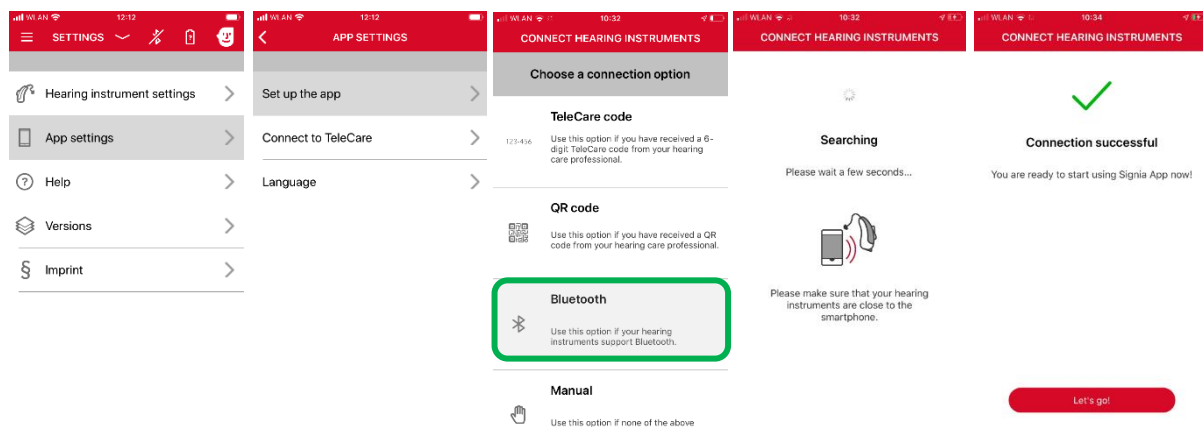 WLAN 12:12
SETTINGS
Hearing instrument settings
App settings
Help
Versions
§ Imprint
WLAN 12:12
APP SETTINGS
Set up the app
Connect to TeleCare
Language
WLAN 10:32
CONNECT HEARING INSTRUMENTS
Choose a connection option
TeleCare code
123-456
Use this option if you have received a 6-
digit TeleCare code from your hearing
care professional.
QR code
Use this option if you have received a QR
code from your hearing care professional.
Bluetooth
Use this option if your hearing
instruments support Bluetooth.
Manual
Use this option if none of the above
WLAN 10:32
CONNECT HEARING INSTRUMENTS
Searching
Please wait a few seconds...
Please make sure that your hearing
instruments are close to the
smartphone.
WLAN 10:34
CONNECT HEARING INSTRUMENTS
Connection successful
You are ready to start using Signia App now!
Let's go!